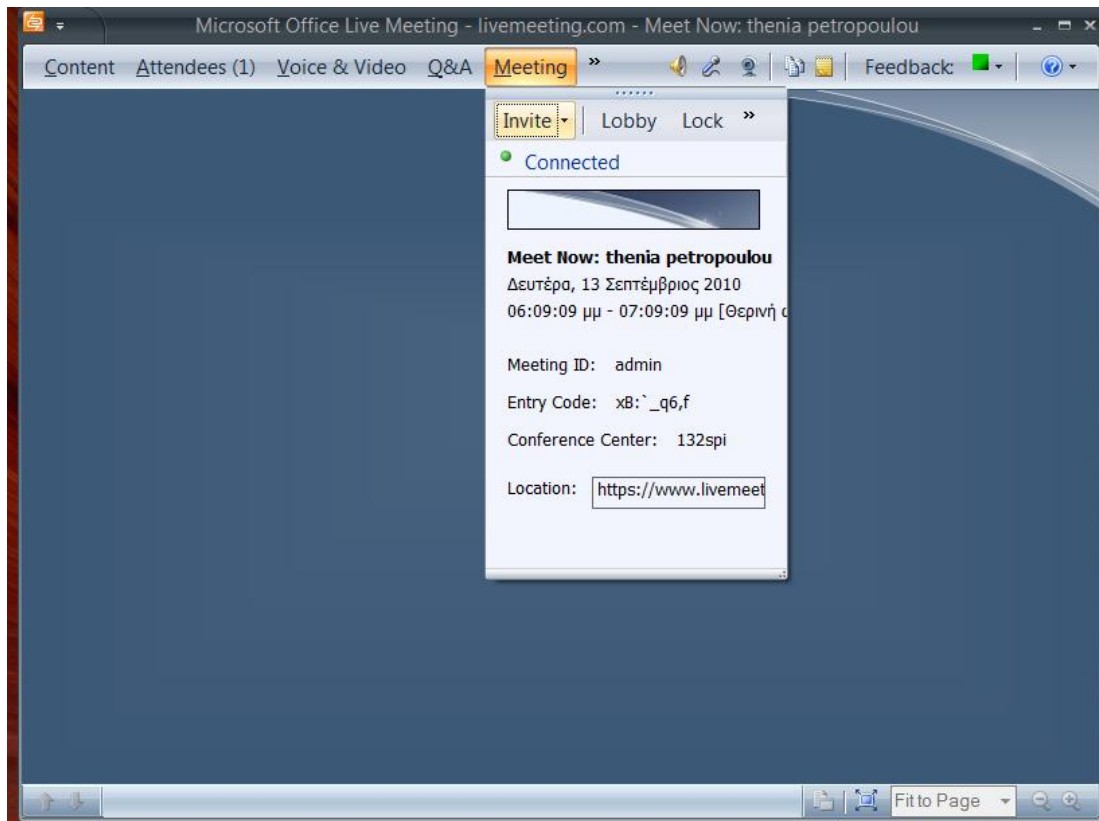 Microsoft Office Live Meeting - livemeeting.com - Meet Now: thenia petropoulou
Content Attendees (1) Voice & Video Q&A Meeting » Feedback:
Invite Lobby Lock »
Connected
Meet Now: thenia petropoulou
Δευτέρα, 13 Σεπτέμβριος 2010
06:09:09 μμ - 07:09:09 μμ [Θερινή
Meeting ID: admin
Entry Code: xB:`_q6,f
Conference Center: 132spi
Location: https://www.livemeet
Fit to Page